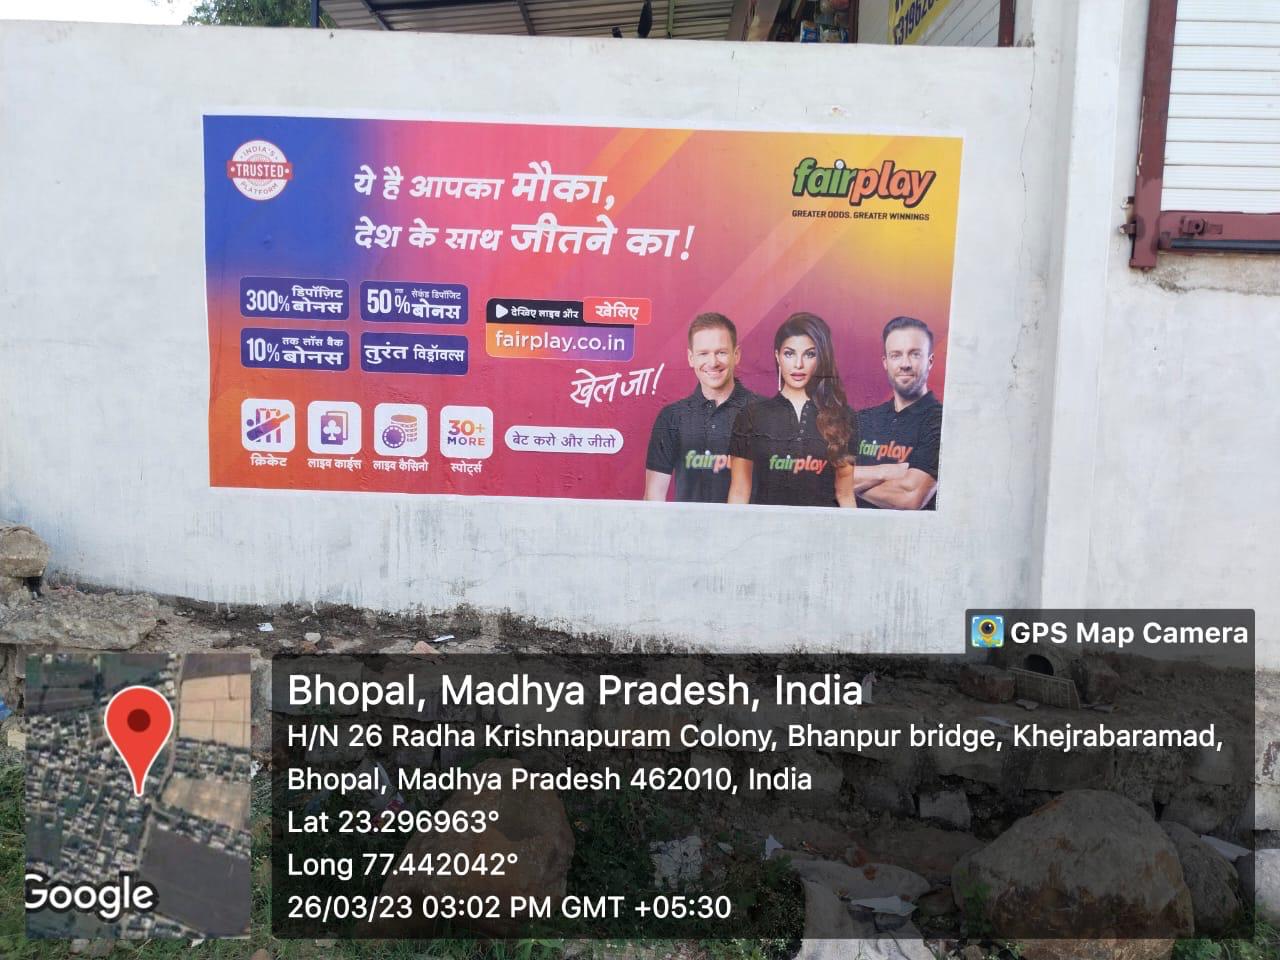 INDIA'S
TRUSTED
PLATFORM
ये है आपका मौका,
देश के साथ जीतने का!
fairplay
GREATER ODDS. GREATER WINNINGS
300% डिपॉज़िट बोनस
50% तक सेकंड डिपॉजिट बोनस
10% तक लॉस बैक बोनस
तुरंत विड्रॉवल्स
देखिए लाइव और खेलिए
fairplay.co.in
खेल जा!
क्रिकेट
लाइव कार्ड्स
लाइव कैसिनो
30+
MORE
स्पोर्ट्स
बेट करो और जीतो
fairp
fairplay
fairplay
GPS Map Camera
Bhopal, Madhya Pradesh, India
H/N 26 Radha Krishnapuram Colony, Bhanpur bridge, Khejrabaramad,
Bhopal, Madhya Pradesh 462010, India
Lat 23.296963°
Long 77.442042°
26/03/23 03:02 PM GMT +05:30
Google